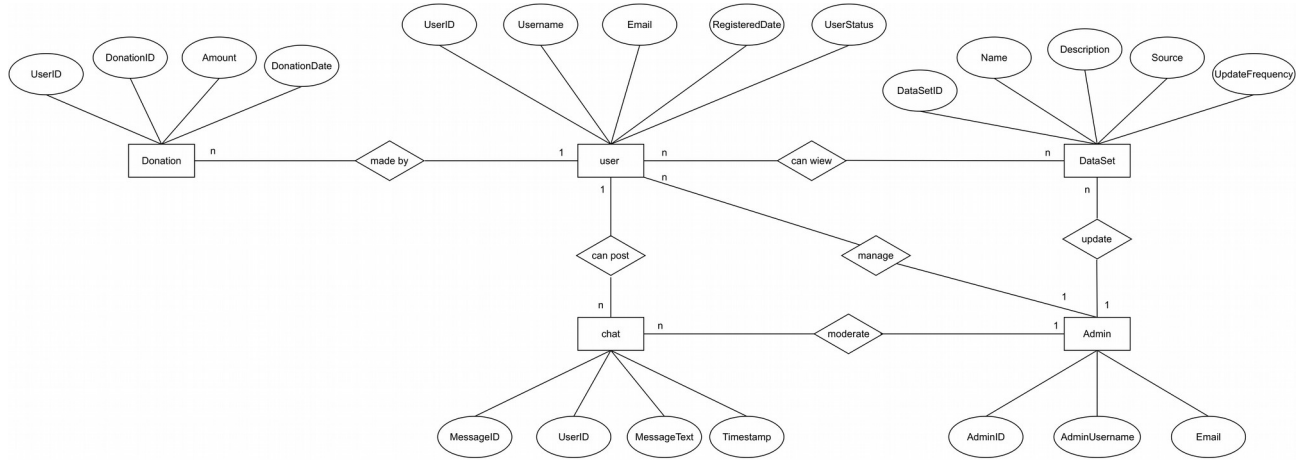 UserID
Username
Email
RegisteredDate
UserStatus
UserID
DonationID
Amount
DonationDate
DataSetID
Name
Description
Source
UpdateFrequency
Donation
n
made by
1
user
n
can wiew
n
DataSet
1
n
n
can post
manage
update
n
1
1
chat
n
moderate
1
Admin
MessageID
UserID
MessageText
Timestamp
AdminID
AdminUsername
Email